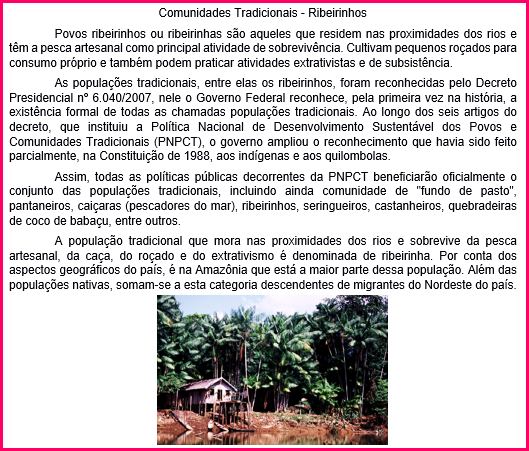 Comunidades Tradicionais - Ribeirinhos
Povos ribeirinhos ou ribeirinhas são aqueles que residem nas proximidades dos rios e
têm a pesca artesanal como principal atividade de sobrevivência. Cultivam pequenos roçados para
consumo próprio e também podem praticar atividades extrativistas e de subsistência.
As populações tradicionais, entre elas os ribeirinhos, foram reconhecidas pelo Decreto
Presidencial nº 6.040/2007, nele o Governo Federal reconhece, pela primeira vez na história, a
existência formal de todas as chamadas populações tradicionais. Ao longo dos seis artigos do
decreto, que instituiu a Política Nacional de Desenvolvimento Sustentável dos Povos e
Comunidades Tradicionais (PNPCT), o governo ampliou o reconhecimento que havia sido feito
parcialmente, na Constituição de 1988, aos indígenas e aos quilombolas.
Assim, todas as políticas públicas decorrentes da PNPCT beneficiarão oficialmente o
conjunto das populações tradicionais, incluindo ainda comunidade de "fundo de pasto",
pantaneiros, caiçaras (pescadores do mar), ribeirinhos, seringueiros, castanheiros, quebradeiras
de coco de babaçu, entre outros.
A população tradicional que mora nas proximidades dos rios e sobrevive da pesca
artesanal, da caça, do roçado e do extrativismo é denominada de ribeirinha. Por conta dos
aspectos geográficos do país, é na Amazônia que está a maior parte dessa população. Além das
populações nativas, somam-se a esta categoria descendentes de migrantes do Nordeste do país.